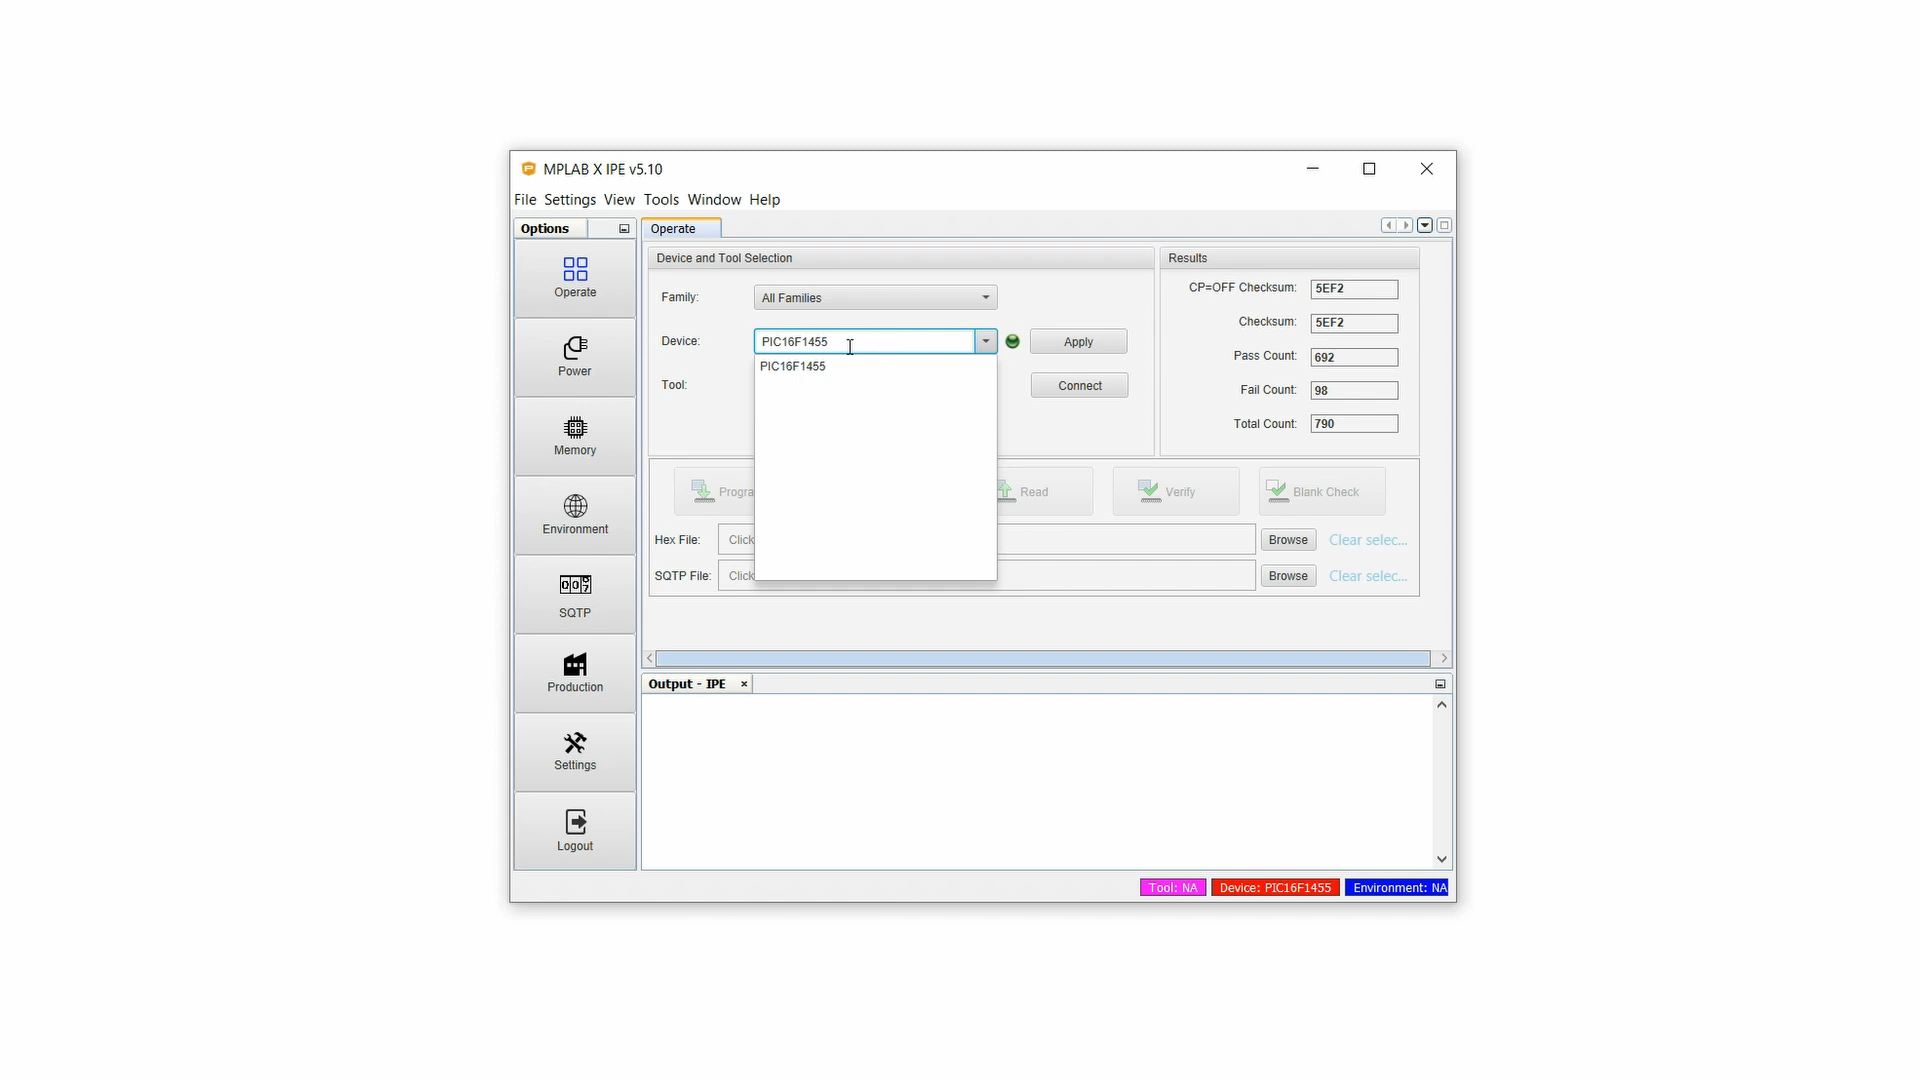 MPLAB X IPE v5.10
File Settings View Tools Window Help
Options
Operate
Operate
Power
Memory
Environment
SQTP
Production
Settings
Logout
Device and Tool Selection
Family: All Families
Device: PIC16F1455 Apply
PIC16F1455
Tool: Connect
Results
CP=OFF Checksum: 5EF2
Checksum: 5EF2
Pass Count: 692
Fail Count: 98
Total Count: 790
Progra Read Verify Blank Check
Hex File: Click Browse Clear selec...
SQTP File: Click Browse Clear selec...
Output - IPE
Tool: NA Device: PIC16F1455 Environment: NA